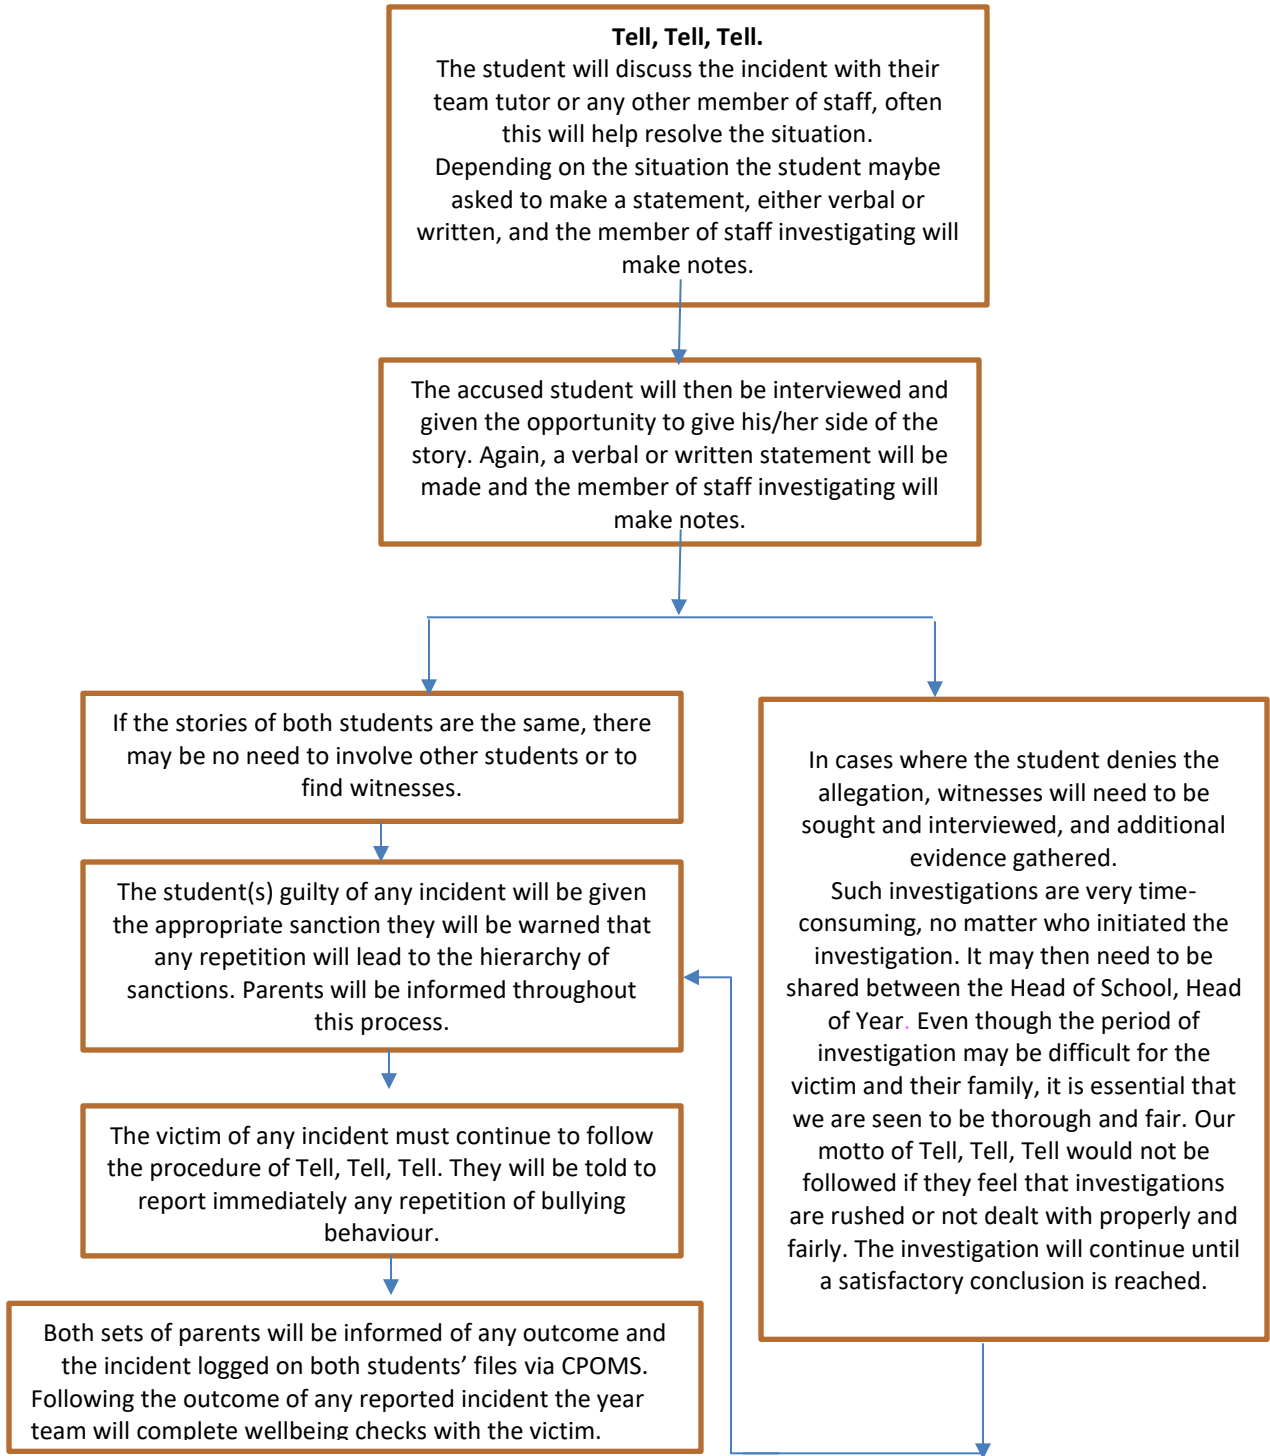 Tell, Tell, Tell.
The student will discuss the incident with their
team tutor or any other member of staff, often
this will help resolve the situation.
Depending on the situation the student maybe
asked to make a statement, either verbal or
written, and the member of staff investigating will
make notes.
The accused student will then be interviewed and
given the opportunity to give his/her side of the
story. Again, a verbal or written statement will be
made and the member of staff investigating will
make notes.
If the stories of both students are the same, there
may be no need to involve other students or to
find witnesses.
The student(s) guilty of any incident will be given
the appropriate sanction they will be warned that
any repetition will lead to the hierarchy of
sanctions. Parents will be informed throughout
this process.
The victim of any incident must continue to follow
the procedure of Tell, Tell, Tell. They will be told to
report immediately any repetition of bullying
behaviour.
Both sets of parents will be informed of any outcome and
the incident logged on both students’ files via CPOMS.
Following the outcome of any reported incident the year
team will complete wellbeing checks with the victim.
In cases where the student denies the
allegation, witnesses will need to be
sought and interviewed, and additional
evidence gathered.
Such investigations are very time-
consuming, no matter who initiated the
investigation. It may then need to be
shared between the Head of School, Head
of Year. Even though the period of
investigation may be difficult for the
victim and their family, it is essential that
we are seen to be thorough and fair. Our
motto of Tell, Tell, Tell would not be
followed if they feel that investigations
are rushed or not dealt with properly and
fairly. The investigation will continue until
a satisfactory conclusion is reached.